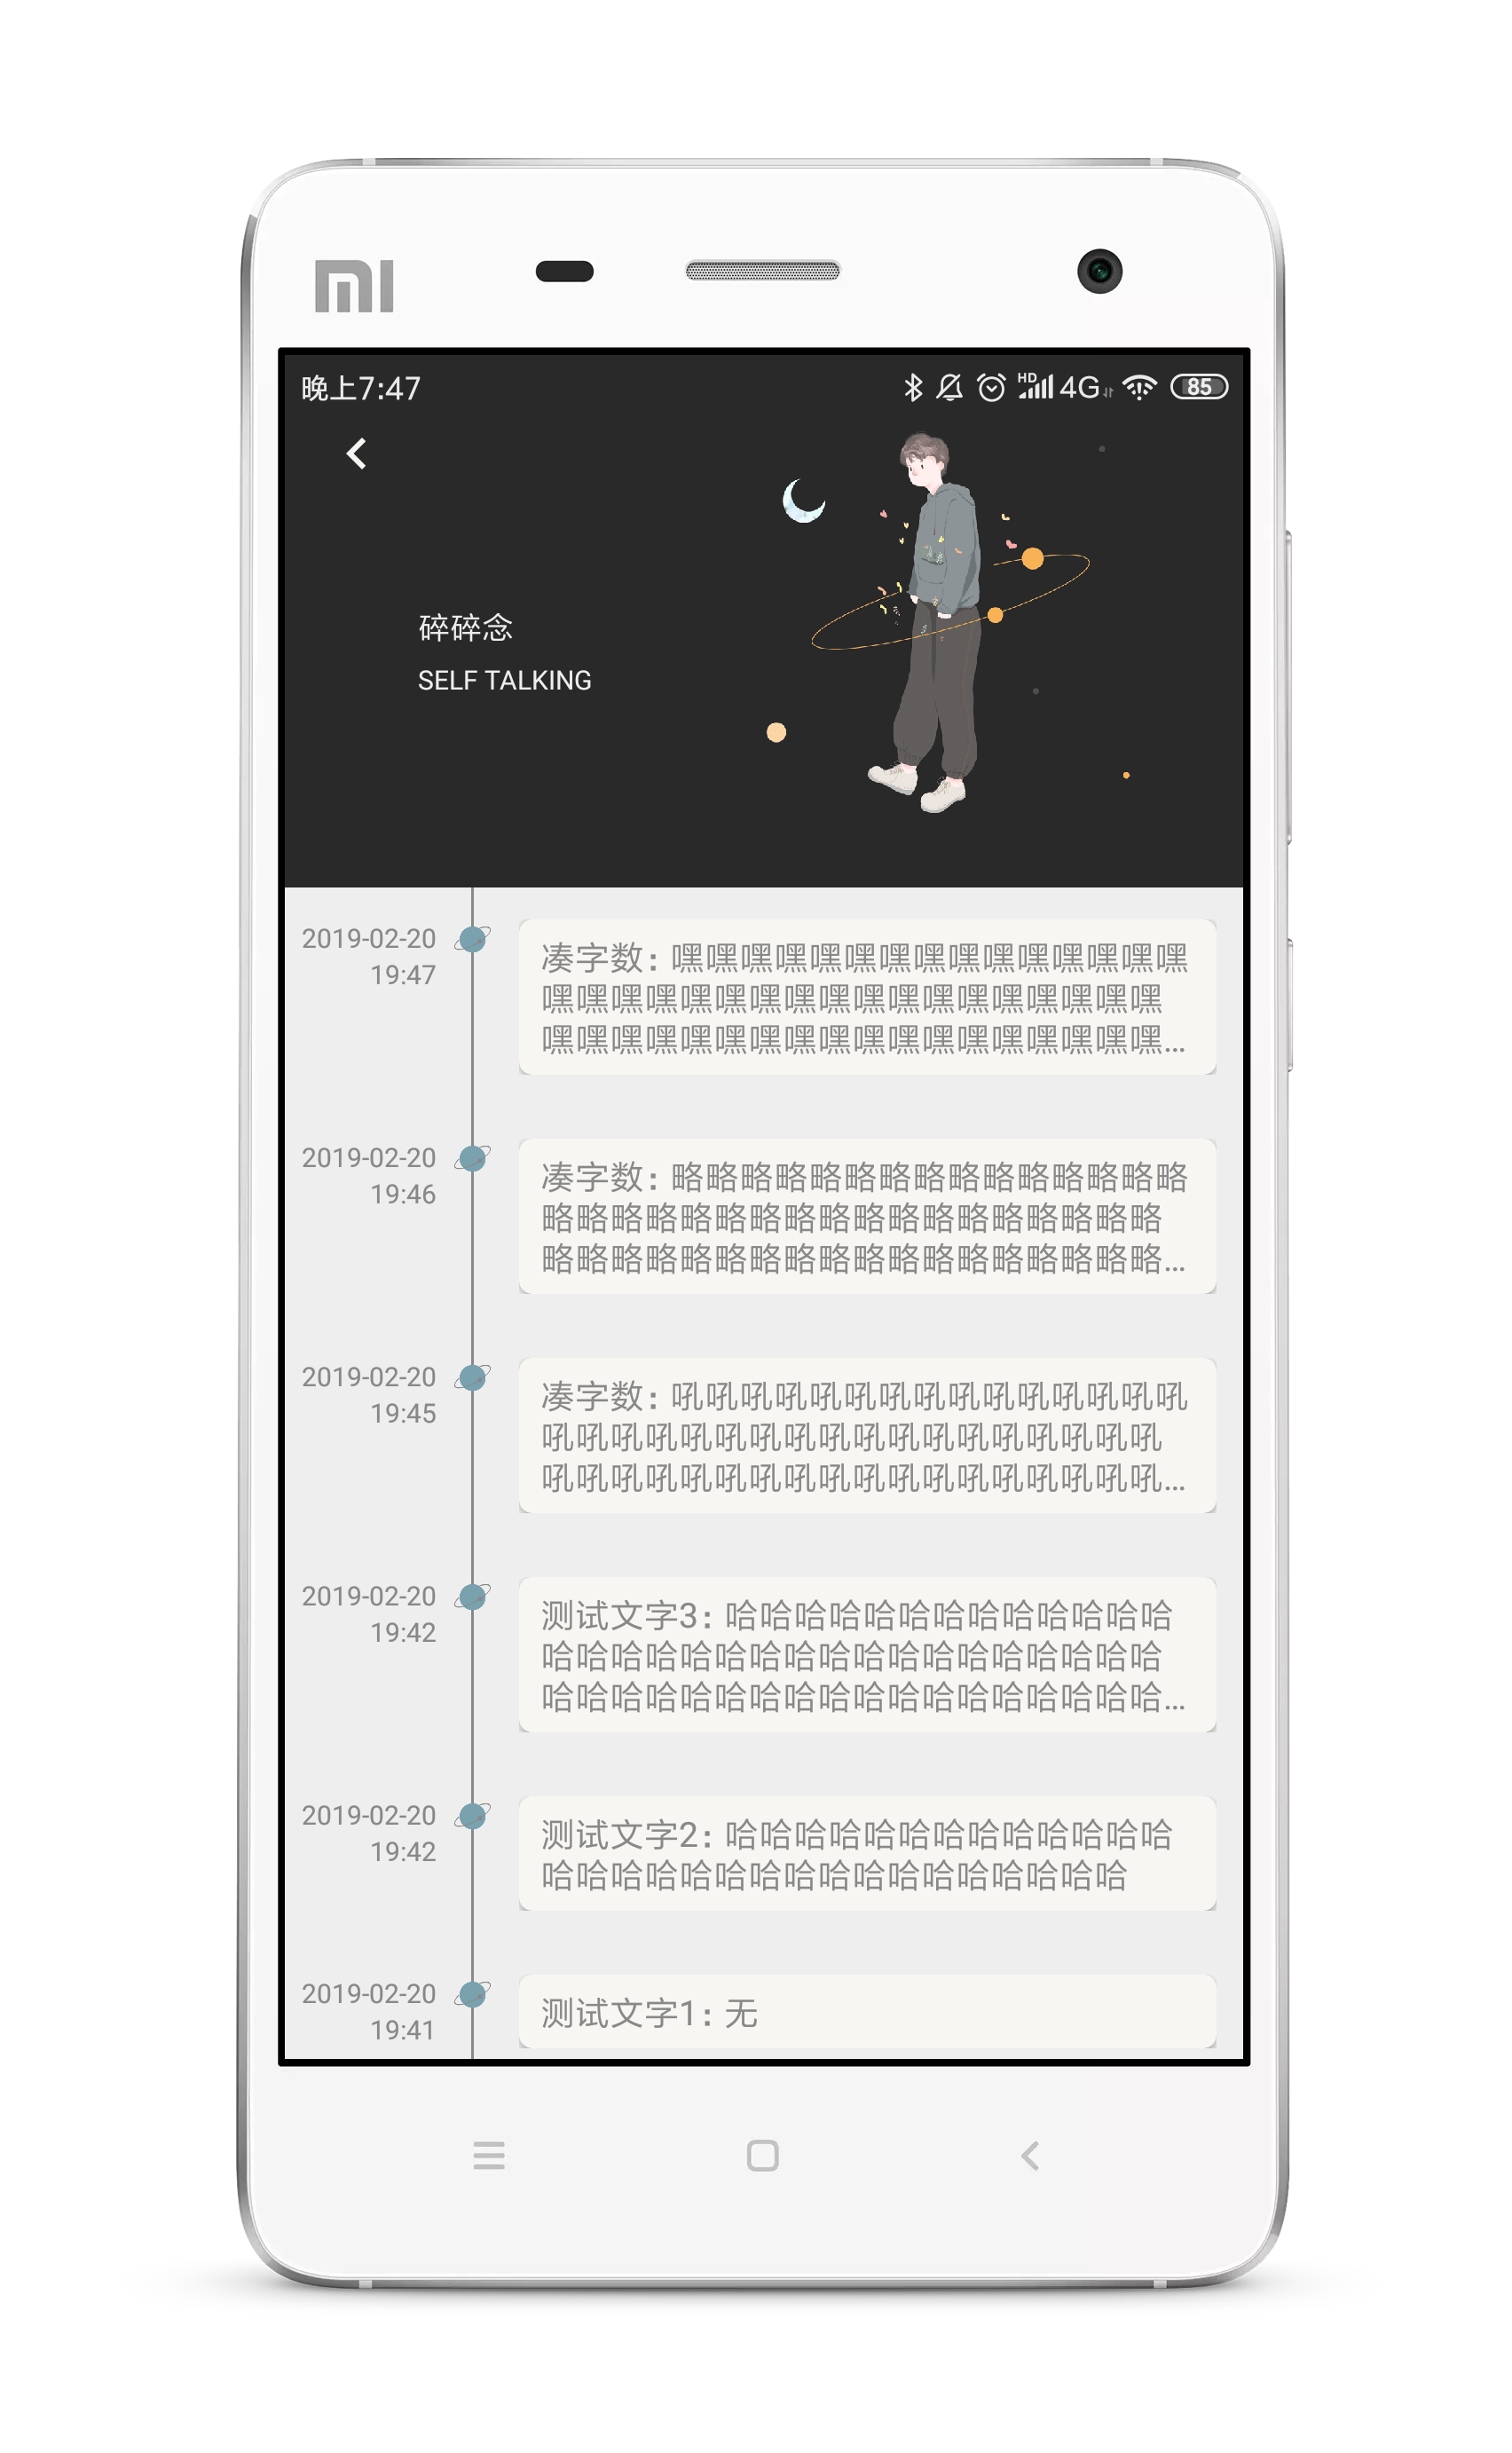 MI
晚上7:47
HD 4G 85
碎碎念
SELF TALKING
2019-02-20
19:47
凑字数：嘿嘿嘿嘿嘿嘿嘿嘿嘿嘿嘿嘿嘿嘿嘿
嘿嘿嘿嘿嘿嘿嘿嘿嘿嘿嘿嘿嘿嘿嘿嘿嘿嘿
嘿嘿嘿嘿嘿嘿嘿嘿嘿嘿嘿嘿嘿嘿嘿嘿嘿嘿...
2019-02-20
19:46
凑字数：略略略略略略略略略略略略略略略
略略略略略略略略略略略略略略略略略略
略略略略略略略略略略略略略略略略略略...
2019-02-20
19:45
凑字数：吼吼吼吼吼吼吼吼吼吼吼吼吼吼吼
吼吼吼吼吼吼吼吼吼吼吼吼吼吼吼吼吼吼
吼吼吼吼吼吼吼吼吼吼吼吼吼吼吼吼吼吼...
2019-02-20
19:42
测试文字3：哈哈哈哈哈哈哈哈哈哈哈哈哈
哈哈哈哈哈哈哈哈哈哈哈哈哈哈哈哈哈哈
哈哈哈哈哈哈哈哈哈哈哈哈哈哈哈哈哈哈...
2019-02-20
19:42
测试文字2：哈哈哈哈哈哈哈哈哈哈哈哈哈
哈哈哈哈哈哈哈哈哈哈哈哈哈哈哈哈哈
2019-02-20
19:41
测试文字1：无